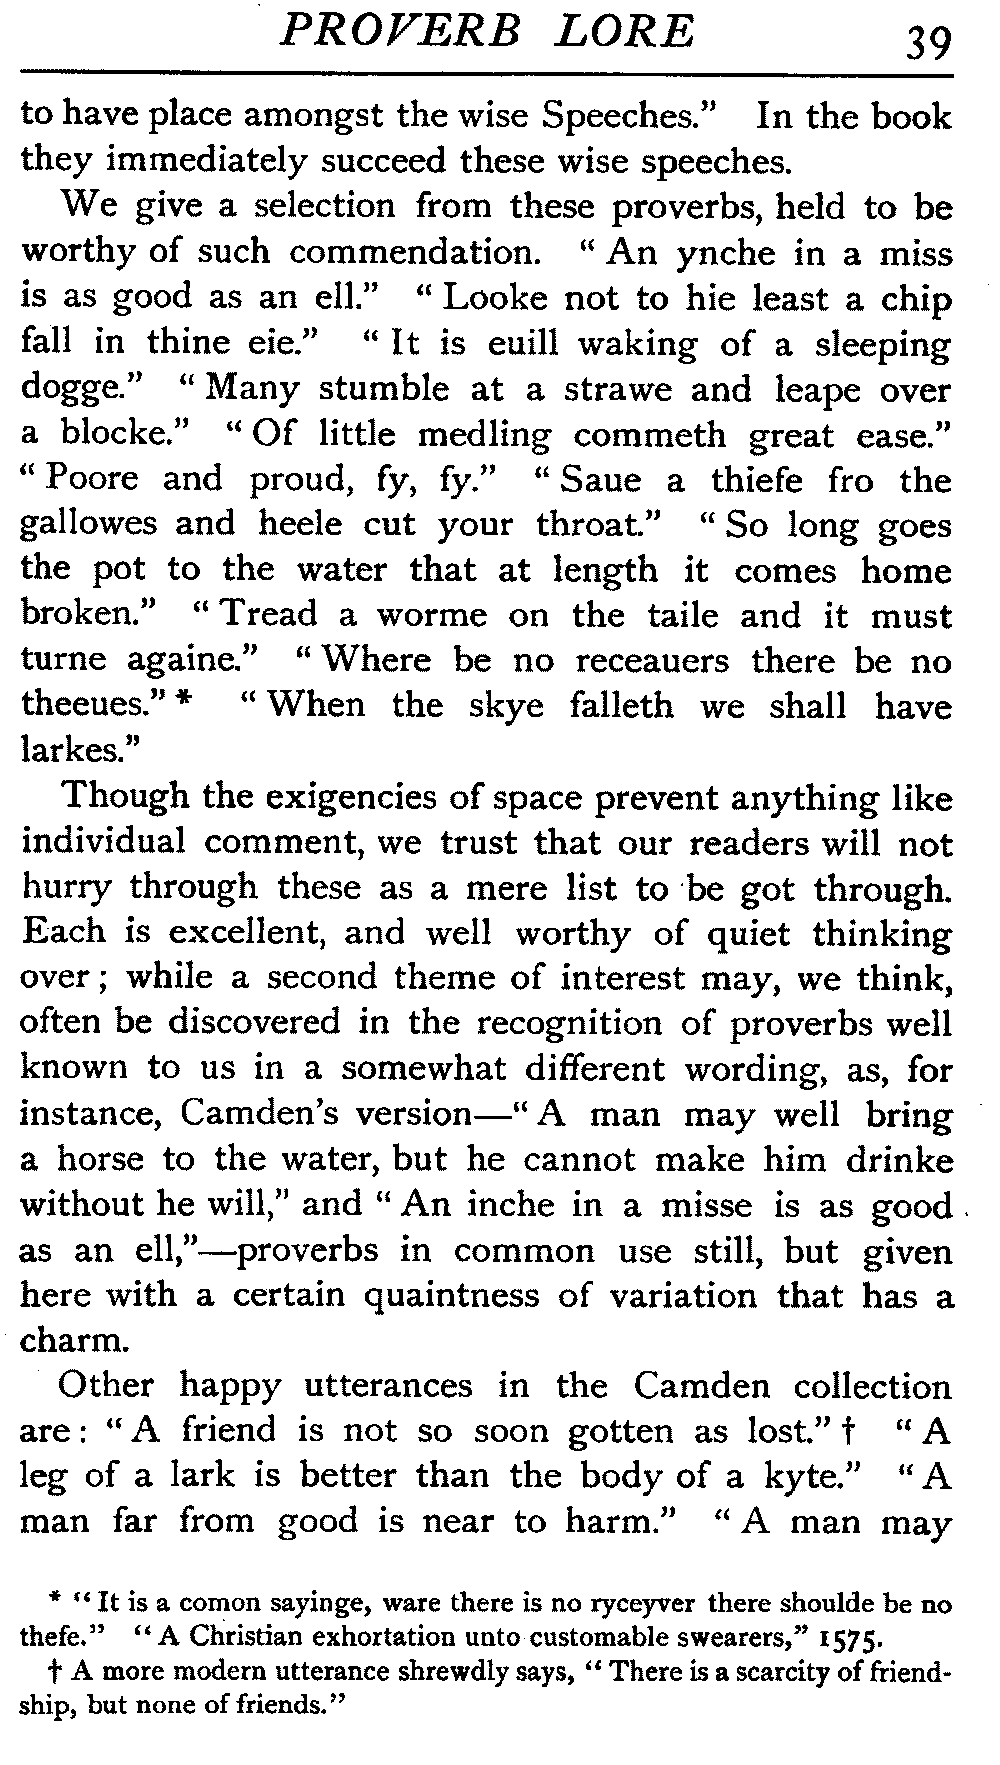 PROVERB LORE 39
to have place amongst the wise Speeches.” In the book
they immediately succeed these wise speeches.
We give a selection from these proverbs, held to be
worthy of such commendation. “An ynche in a miss
is as good as an ell.” “Looke not to hie least a chip
fall in thine eie.” “It is euill waking of a sleeping
dogge.” “Many stumble at a strawe and leape over
a blocke.” “Of little medling commeth great ease.”
“Poore and proud, fy, fy.” “Saue a thiefe fro the
gallowes and heele cut your throat.” “So long goes
the pot to the water that at length it comes home
broken.” “Tread a worme on the taile and it must
turne againe.” “Where be no receauers there be no
theeues.”* “When the skye falleth we shall have
larkes.”
Though the exigencies of space prevent anything like
individual comment, we trust that our readers will not
hurry through these as a mere list to be got through.
Each is excellent, and well worthy of quiet thinking
over; while a second theme of interest may, we think,
often be discovered in the recognition of proverbs well
known to us in a somewhat different wording, as, for
instance, Camden’s version—“A man may well bring
a horse to the water, but he cannot make him drinke
without he will,” and “An inche in a misse is as good
as an ell,”—proverbs in common use still, but given
here with a certain quaintness of variation that has a
charm.
Other happy utterances in the Camden collection
are: “A friend is not so soon gotten as lost.”† “A
leg of a lark is better than the body of a kyte.” “A
man far from good is near to harm.” “A man may
* “It is a comon sayinge, ware there is no ryceyver there shoulde be no
thefe.” “A Christian exhortation unto customable swearers,” 1575.
† A more modern utterance shrewdly says, “There is a scarcity of friend-
ship, but none of friends.”